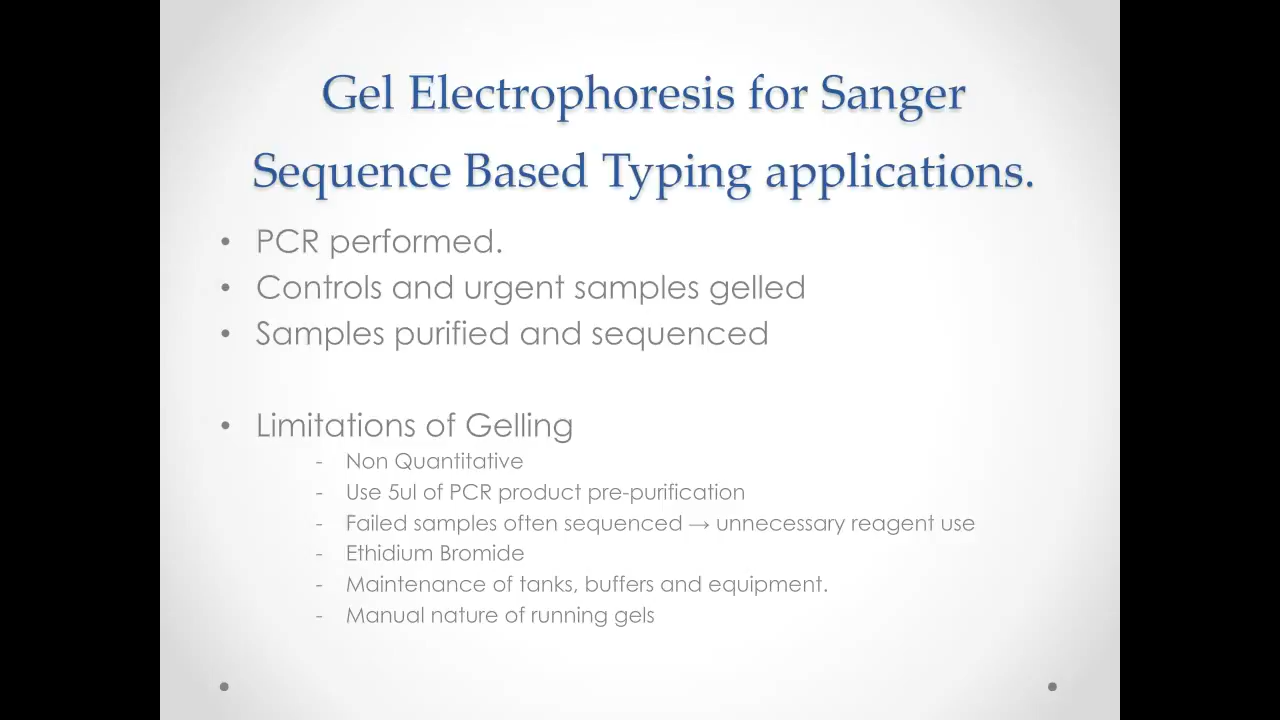 Gel Electrophoresis for Sanger
Sequence Based Typing applications.
• PCR performed.
• Controls and urgent samples gelled
• Samples purified and sequenced
• Limitations of Gelling
- Non Quantitative
- Use 5ul of PCR product pre-purification
- Failed samples often sequenced → unnecessary reagent use
- Ethidium Bromide
- Maintenance of tanks, buffers and equipment.
- Manual nature of running gels